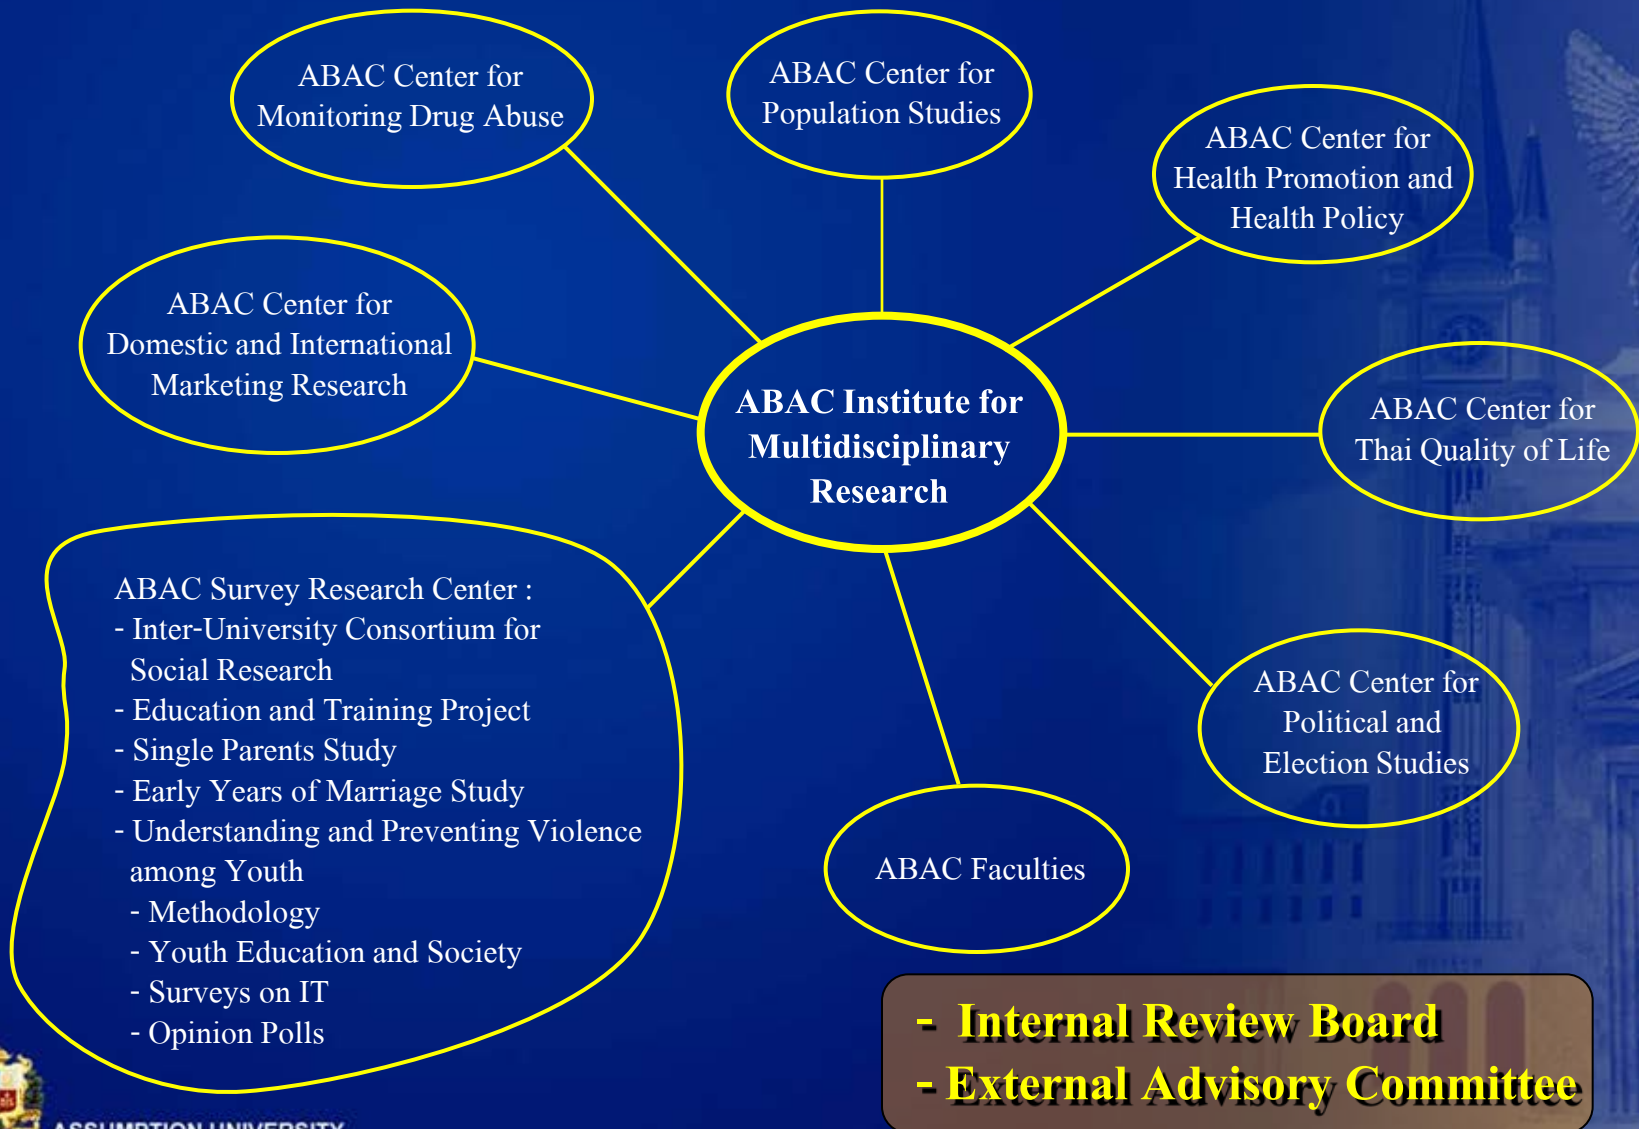 ABAC Center for
Monitoring Drug Abuse
ABAC Center for
Population Studies
ABAC Center for
Health Promotion and
Health Policy
ABAC Center for
Domestic and International
Marketing Research
ABAC Institute for
Multidisciplinary
Research
ABAC Center for
Thai Quality of Life
ABAC Survey Research Center :
- Inter-University Consortium for
Social Research
- Education and Training Project
- Single Parents Study
- Early Years of Marriage Study
- Understanding and Preventing Violence
among Youth
- Methodology
- Youth Education and Society
- Surveys on IT
- Opinion Polls
ABAC Center for
Political and
Election Studies
ABAC Faculties
- Internal Review Board
- External Advisory Committee
ASSUMPTION UNIVERSITY